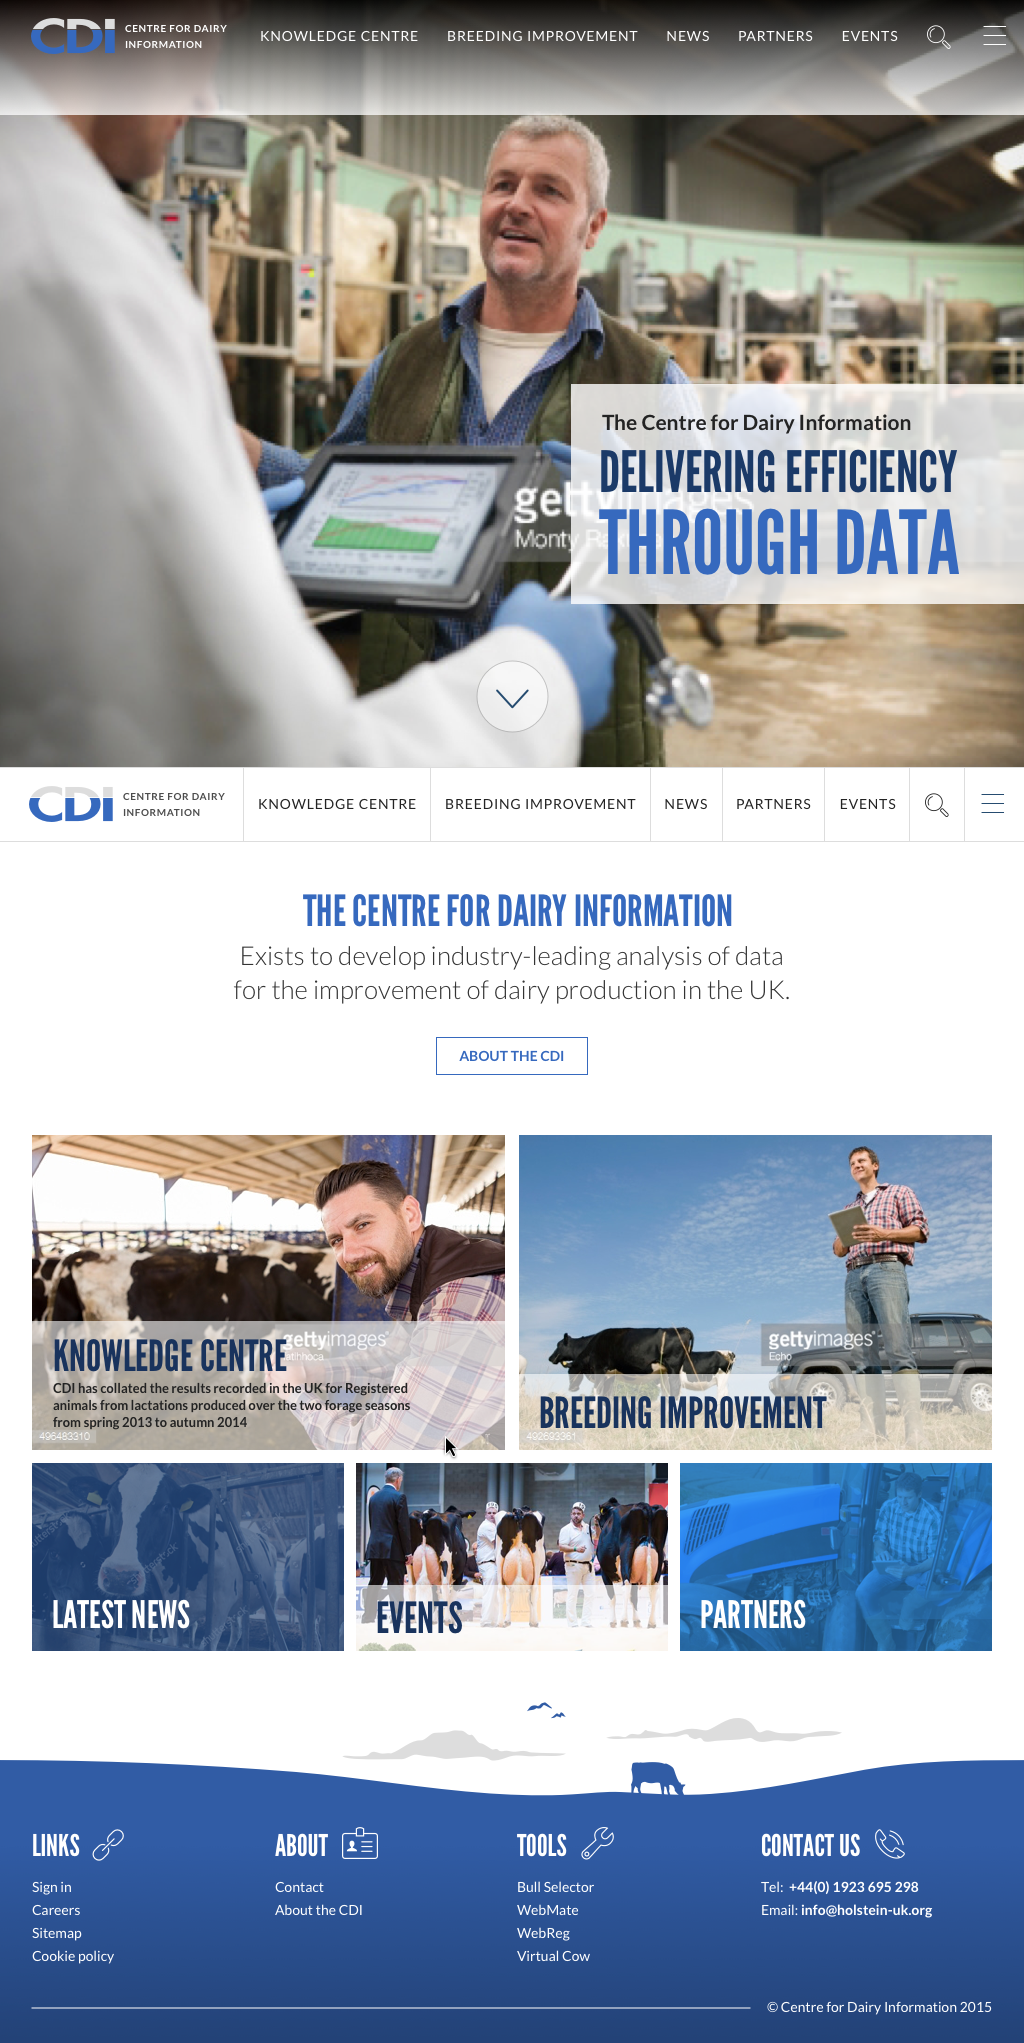 CDI
CENTRE FOR DAIRY
INFORMATION
KNOWLEDGE CENTRE
BREEDING IMPROVEMENT
NEWS
PARTNERS
EVENTS
The Centre for Dairy Information
DELIVERING EFFICIENCY
gettyimages
Monty
THROUGH DATA
CDI
CENTRE FOR DAIRY
INFORMATION
KNOWLEDGE CENTRE
BREEDING IMPROVEMENT
NEWS
PARTNERS
EVENTS
THE CENTRE FOR DAIRY INFORMATION
Exists to develop industry-leading analysis of data
for the improvement of dairy production in the UK.
ABOUT THE CDI
KNOWLEDGE CENTRE
gettyimages
CDI has collated the results recorded in the UK for Registered
animals from lactations produced over the two forage seasons
from spring 2013 to autumn 2014
496483310
gettyimages
Echo
BREEDING IMPROVEMENT
492693361
LATEST NEWS
EVENTS
PARTNERS
LINKS
Sign in
Careers
Sitemap
Cookie policy
ABOUT
Contact
About the CDI
TOOLS
Bull Selector
WebMate
WebReg
Virtual Cow
CONTACT US
Tel: +44(0) 1923 695 298
Email: info@holstein-uk.org
© Centre for Dairy Information 2015